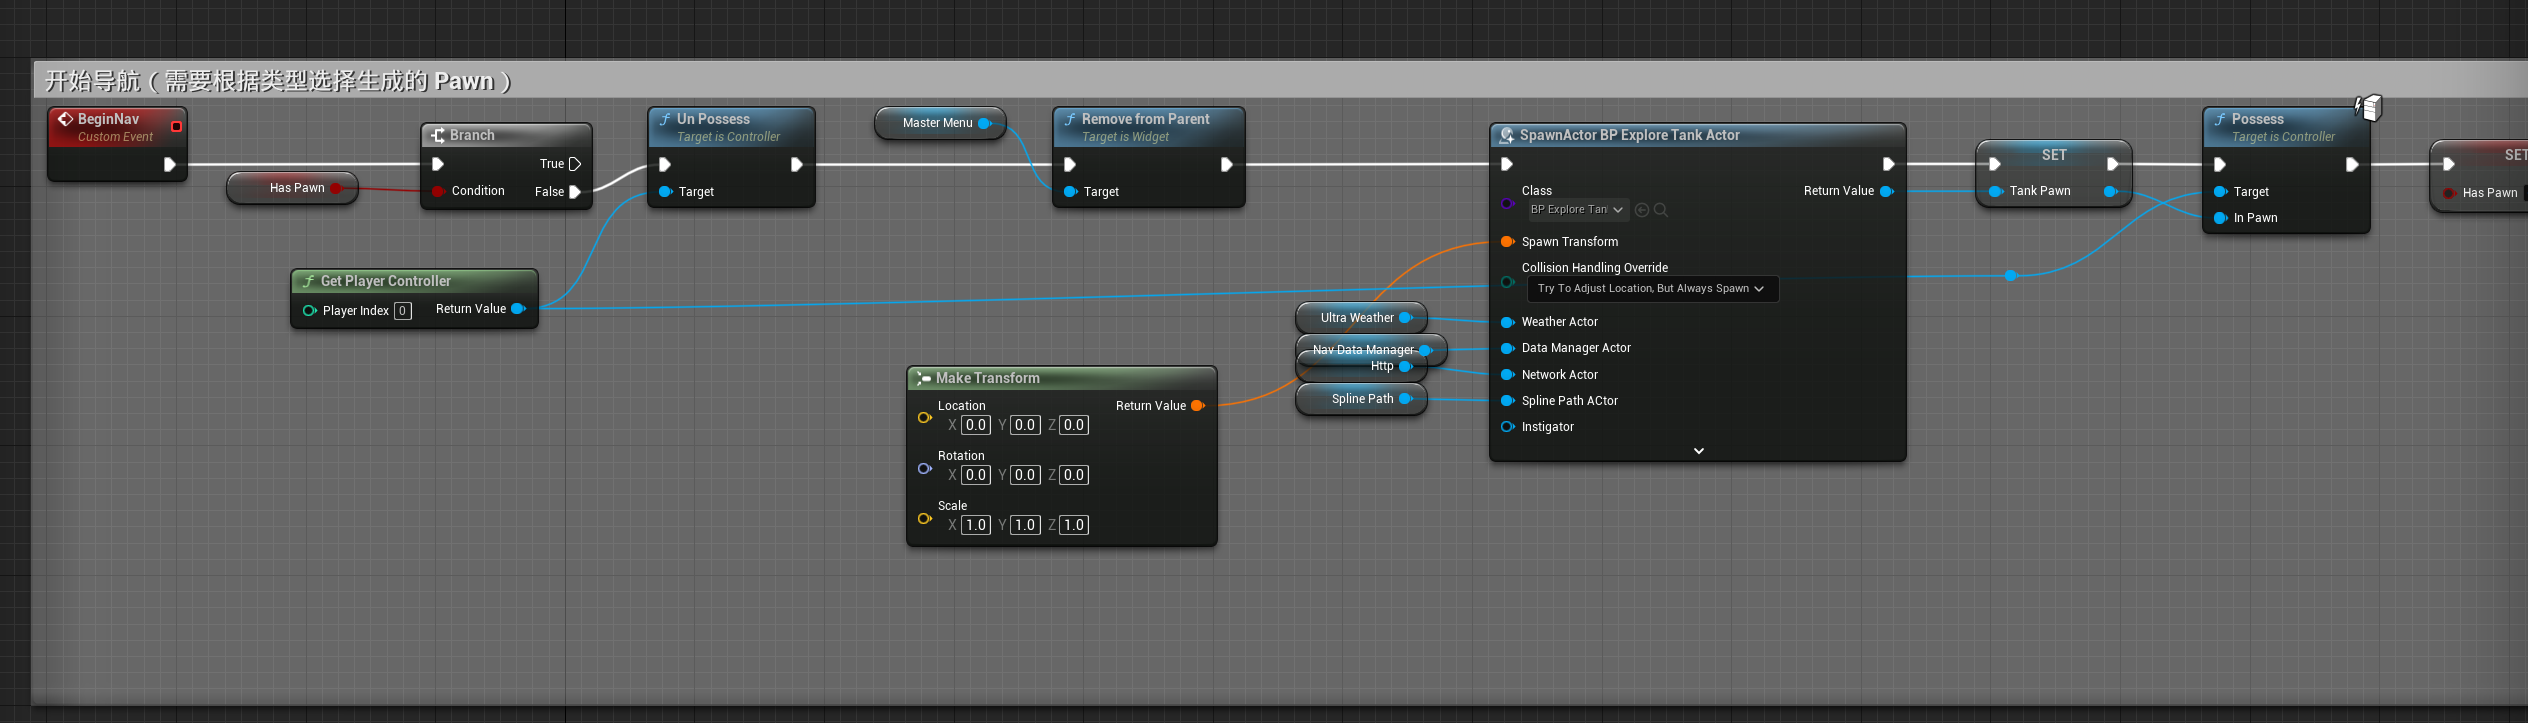 开始导航（需要根据类型选择生成的 Pawn）
BeginNav
Custom Event
Has Pawn
Branch
True
Condition
False
Un Possess
Target is Controller
Target
Get Player Controller
Player Index 0
Return Value
Master Menu
Remove from Parent
Target is Widget
Target
Make Transform
Location
Return Value
X 0.0 Y 0.0 Z 0.0
Rotation
X 0.0 Y 0.0 Z 0.0
Scale
X 1.0 Y 1.0 Z 1.0
Ultra Weather
Nav Data Manager
Http
Spline Path
SpawnActor BP Explore Tank Actor
Class
Return Value
BP Explore Tan
Spawn Transform
Collision Handling Override
Try To Adjust Location, But Always Spawn
Weather Actor
Data Manager Actor
Network Actor
Spline Path ACtor
Instigator
SET
Tank Pawn
Possess
Target is Controller
Target
In Pawn
SET
Has Pawn